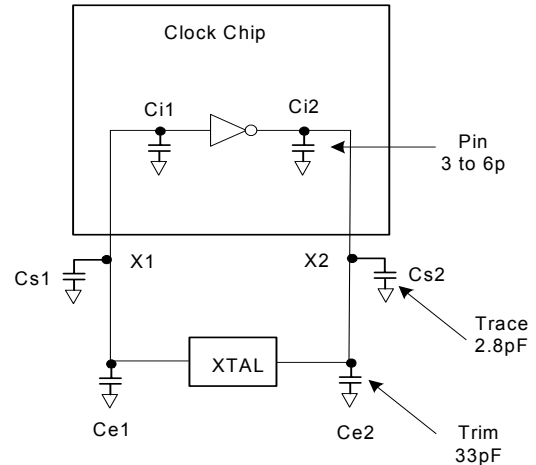 Clock Chip
Ci1
Ci2
Pin
3 to 6p
Cs1
X1
X2
Cs2
Trace
2.8pF
XTAL
Ce1
Ce2
Trim
33pF